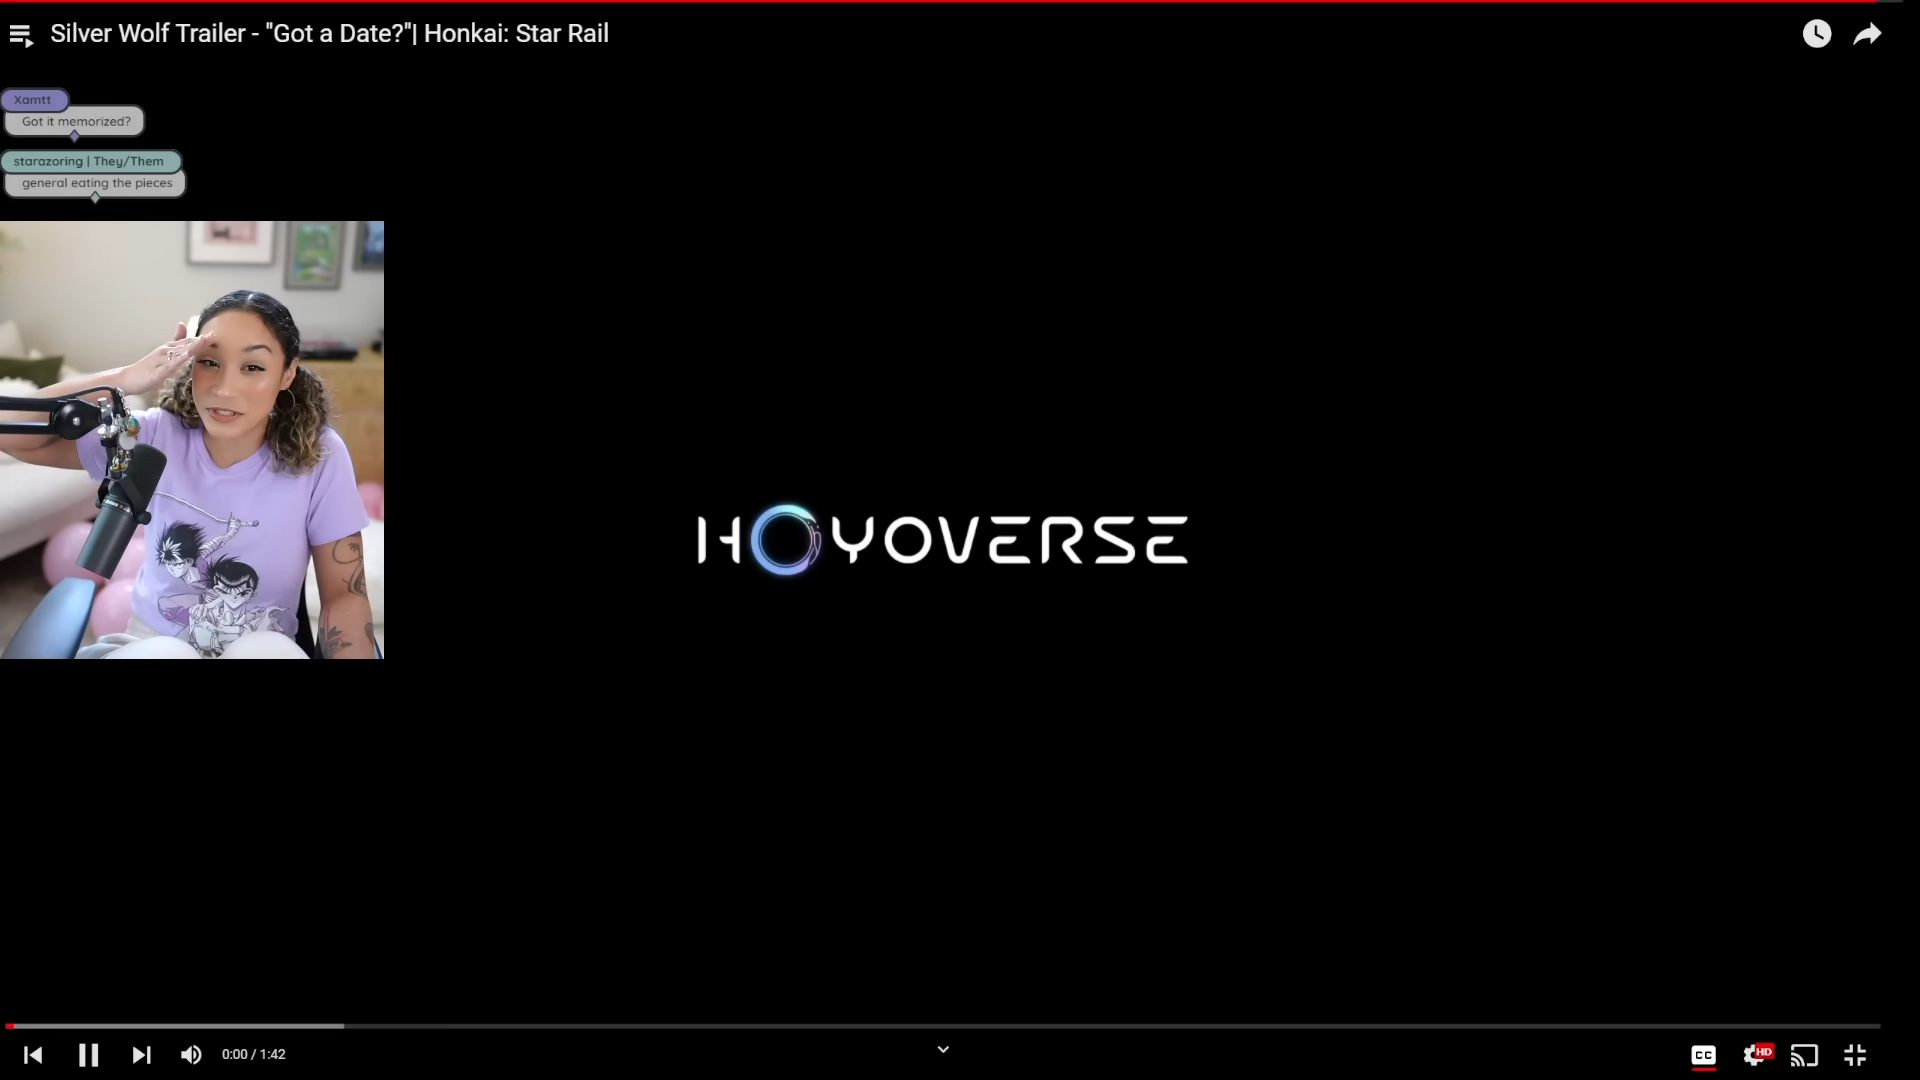 Silver Wolf Trailer - "Got a Date?"| Honkai: Star Rail
Xamtt
Got it memorized?
starazoring | They/Them
general eating the pieces
HOYOVERSE
0:00 / 1:42
CC
HD